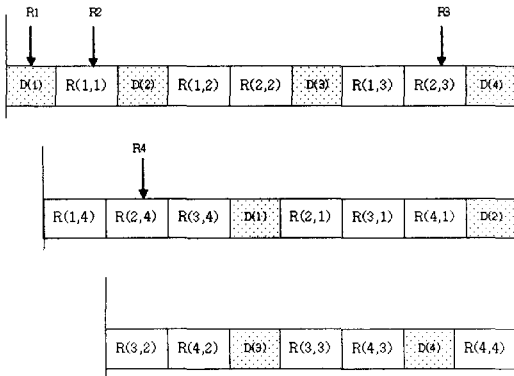 R1 R2 R3
D(1) R(1,1) D(2) R(1,2) R(2,2) D(3) R(1,3) R(2,3) D(4)
R4
R(1,4) R(2,4) R(3,4) D(1) R(2,1) R(3,1) R(4,1) D(2)
R(3,2) R(4,2) D(3) R(3,3) R(4,3) D(4) R(4,4)